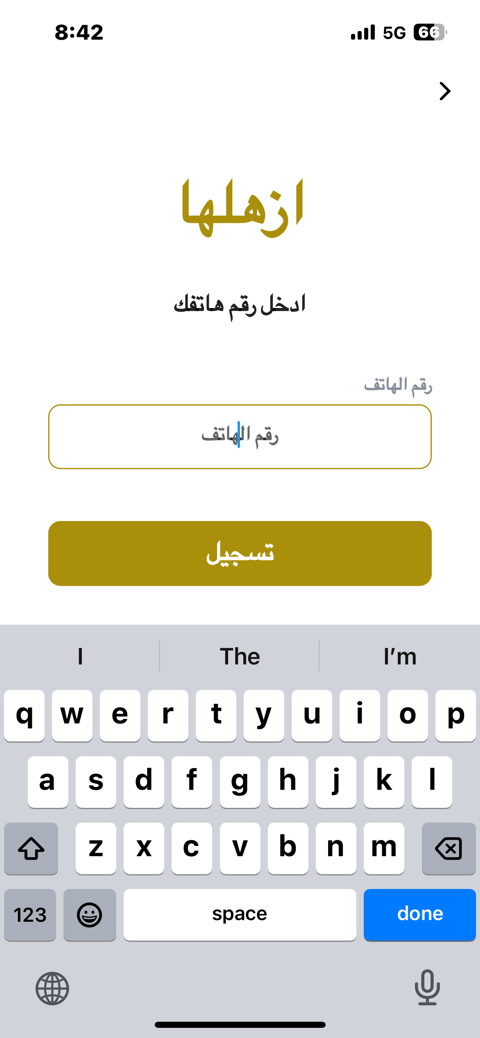 8:42 5G 66
ازهلها
ادخل رقم هاتفك
رقم الهاتف
رقم الهاتف
تسجيل
I The I'm
q w e r t y u i o p
a s d f g h j k l
z x c v b n m
123 space done